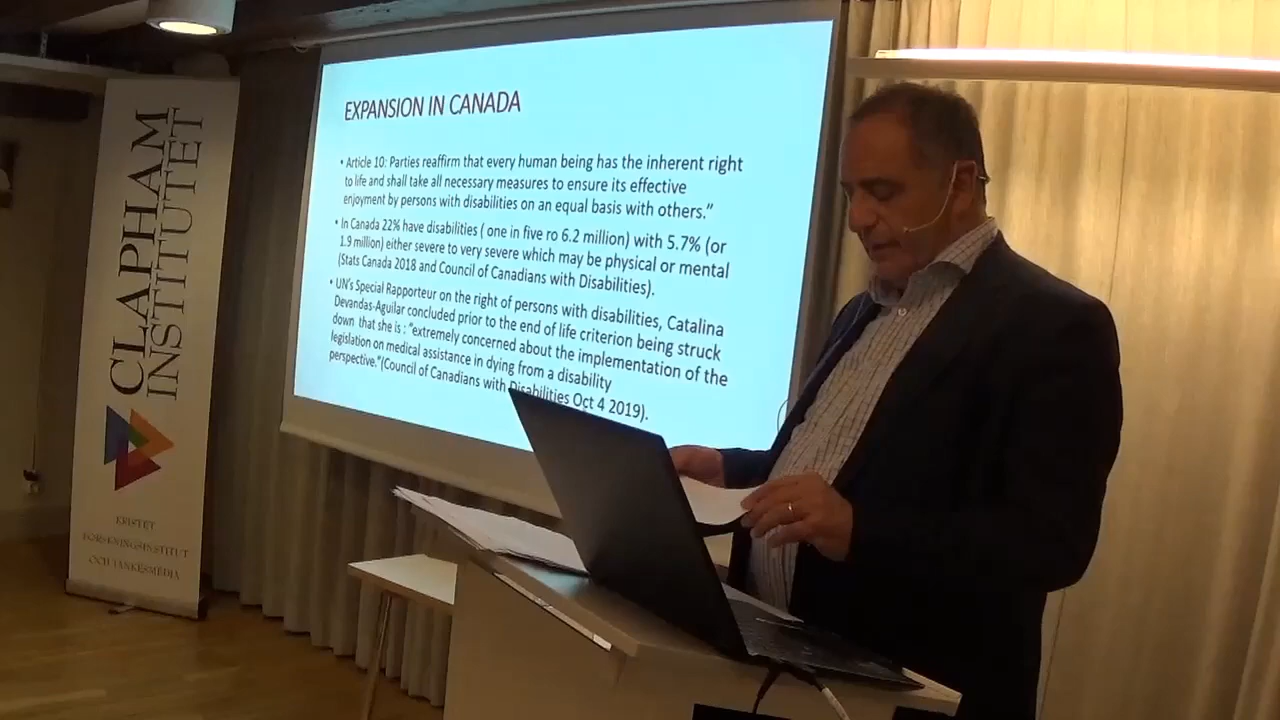 CLAPHAM
INSTITUTET
KRISTET
FORSKNINGSINSTITUT
OCH TANKESMEDJA
EXPANSION IN CANADA
• Article 10: Parties reaffirm that every human being has the inherent right
to life and shall take all necessary measures to ensure its effective
enjoyment by persons with disabilities on an equal basis with others.”
• In Canada 22% have disabilities ( one in five ro 6.2 million) with 5.7% (or
1.9 million) either severe to very severe which may be physical or mental
(Stats Canada 2018 and Council of Canadians with Disabilities).
• UN’s Special Rapporteur on the right of persons with disabilities, Catalina
Devandas-Aguilar concluded prior to the end of life criterion being struck
down that she is : “extremely concerned about the implementation of the
legislation on medical assistance in dying from a disability
perspective.”(Council of Canadians with Disabilities Oct 4 2019).